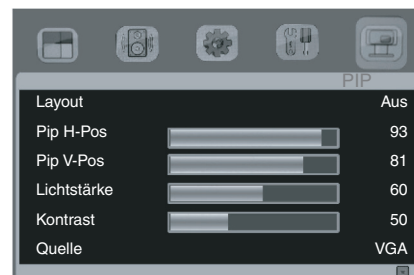 PIP
Layout Aus
Pip H-Pos 93
Pip V-Pos 81
Lichtstärke 60
Kontrast 50
Quelle VGA